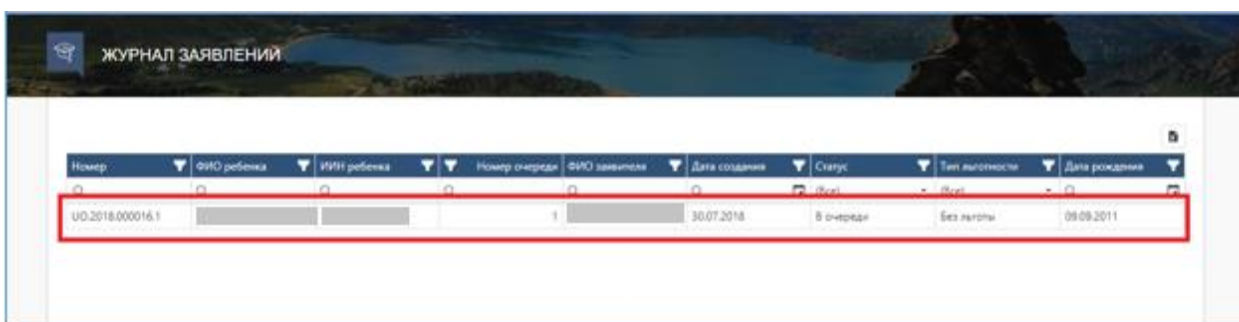 ЖУРНАЛ ЗАЯВЛЕНИЙ
Номер ФИО ребенка ИИН ребенка Номер очереди ФИО заявителя Дата создания Статус Тип льготности Дата рождения
(Все) (Все)
UO.2018.000016.1 1 30.07.2018 В очереди Без льготы 09.09.2011